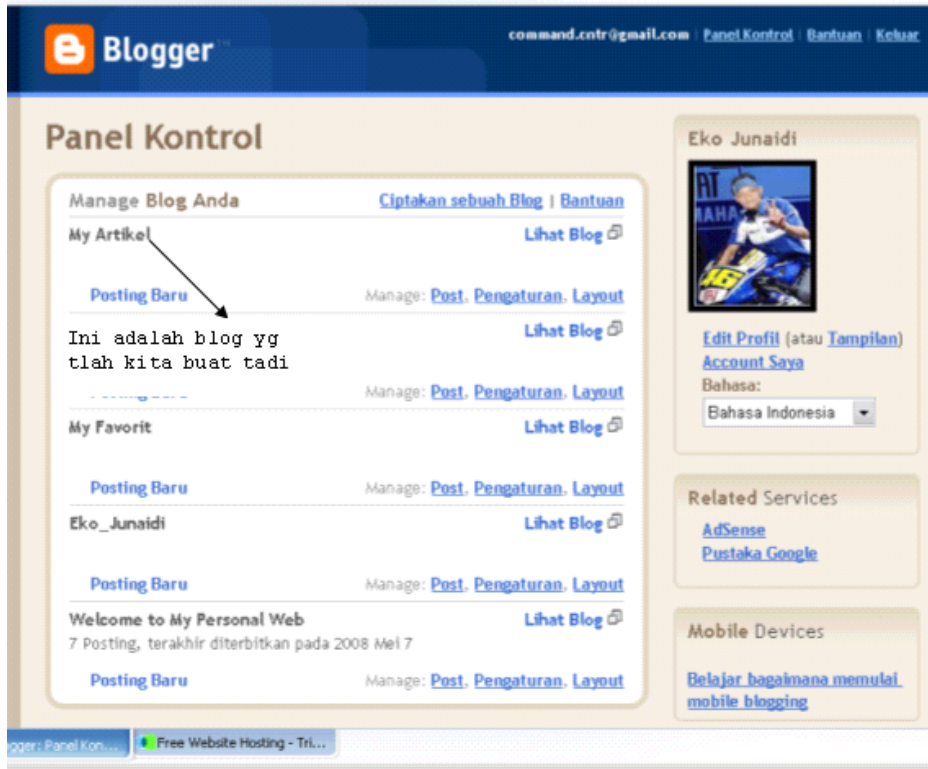 Blogger™
command.cntr@gmail.com | Panel Kontrol | Bantuan | Keluar
Panel Kontrol
Manage Blog Anda
Ciptakan sebuah Blog | Bantuan
My Artikel
Lihat Blog
Posting Baru
Manage: Post, Pengaturan, Layout
Ini adalah blog yg
tlah kita buat tadi
Lihat Blog
Manage: Post, Pengaturan, Layout
My Favorit
Lihat Blog
Posting Baru
Manage: Post, Pengaturan, Layout
Eko_Junaidi
Lihat Blog
Posting Baru
Manage: Post, Pengaturan, Layout
Welcome to My Personal Web
Lihat Blog
7 Posting, terakhir diterbitkan pada 2008 Mei 7
Posting Baru
Manage: Post, Pengaturan, Layout
Eko Junaidi
46
Edit Profil (atau Tampilan)
Account Saya
Bahasa:
Bahasa Indonesia
Related Services
AdSense
Pustaka Google
Mobile Devices
Belajar bagaimana memulai
mobile blogging
ogger: Panel Kon...
Free Website Hosting - Tri...